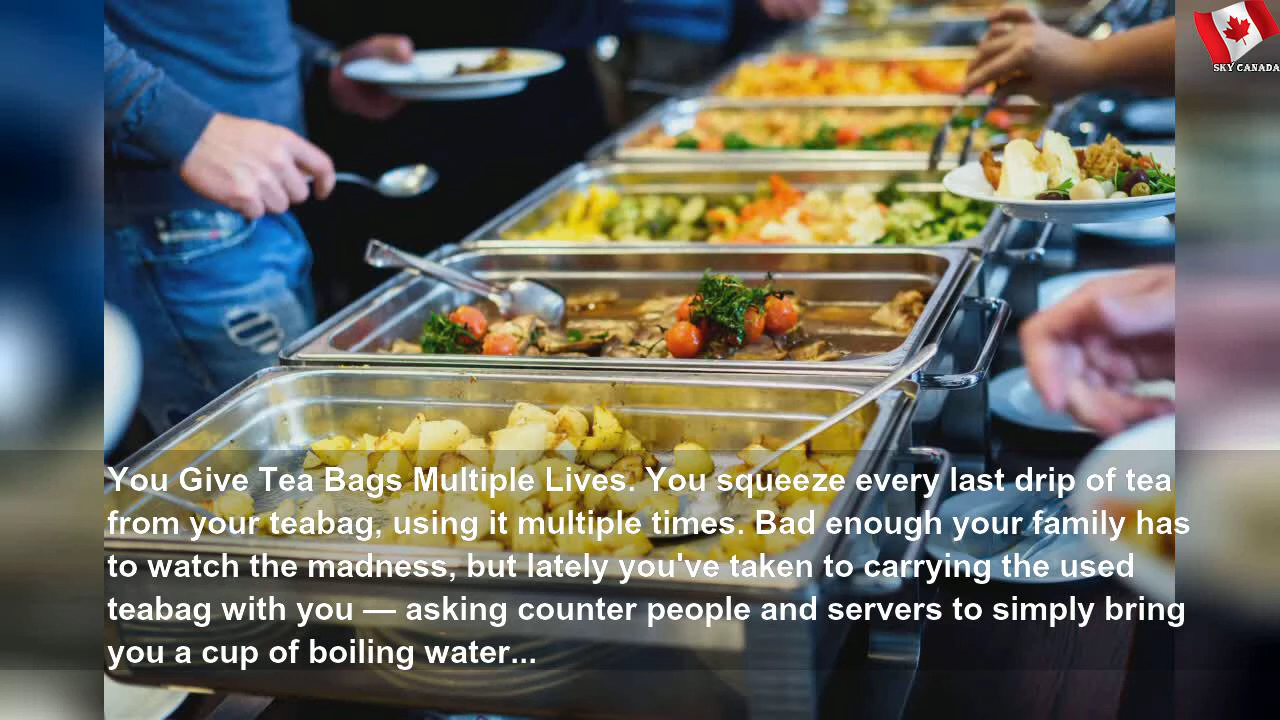 SKY CANADA
You Give Tea Bags Multiple Lives. You squeeze every last drip of tea
from your teabag, using it multiple times. Bad enough your family has
to watch the madness, but lately you've taken to carrying the used
teabag with you — asking counter people and servers to simply bring
you a cup of boiling water...